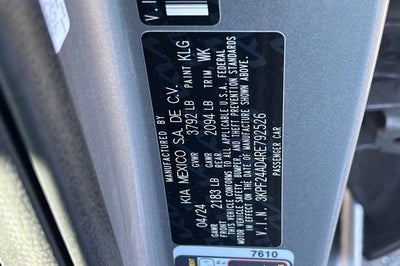 V.I
MANUFACTURED BY
KIA MEXICO S.A. DE C.V.
04/24 GVWR 3792 LB PAINT KLG
GAWR 2183 LB GAWR 2094 LB TRIM WK
THIS VEHICLE CONFORMS TO ALL APPLICABLE U.S.A. FEDERAL
MOTOR VEHICLE SAFETY, BUMPER, AND THEFT PREVENTION STANDARDS
IN EFFECT ON THE DATE OF MANUFACTURE SHOWN ABOVE.
V.I.N. 3KPF24AD4RE792526
PASSENGER CAR
7610